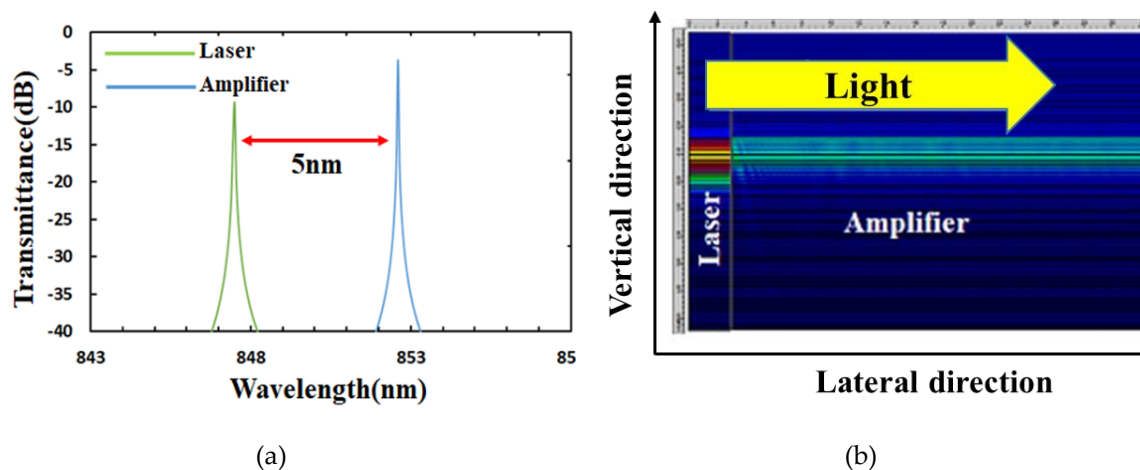 Laser
Amplifier
5nm
0
-5
-10
-15
-20
-25
-30
-35
-40
843
848
853
85
Transmittance(dB)
Wavelength(nm)
(a)
Light
Laser
Amplifier
Vertical direction
Lateral direction
(b)